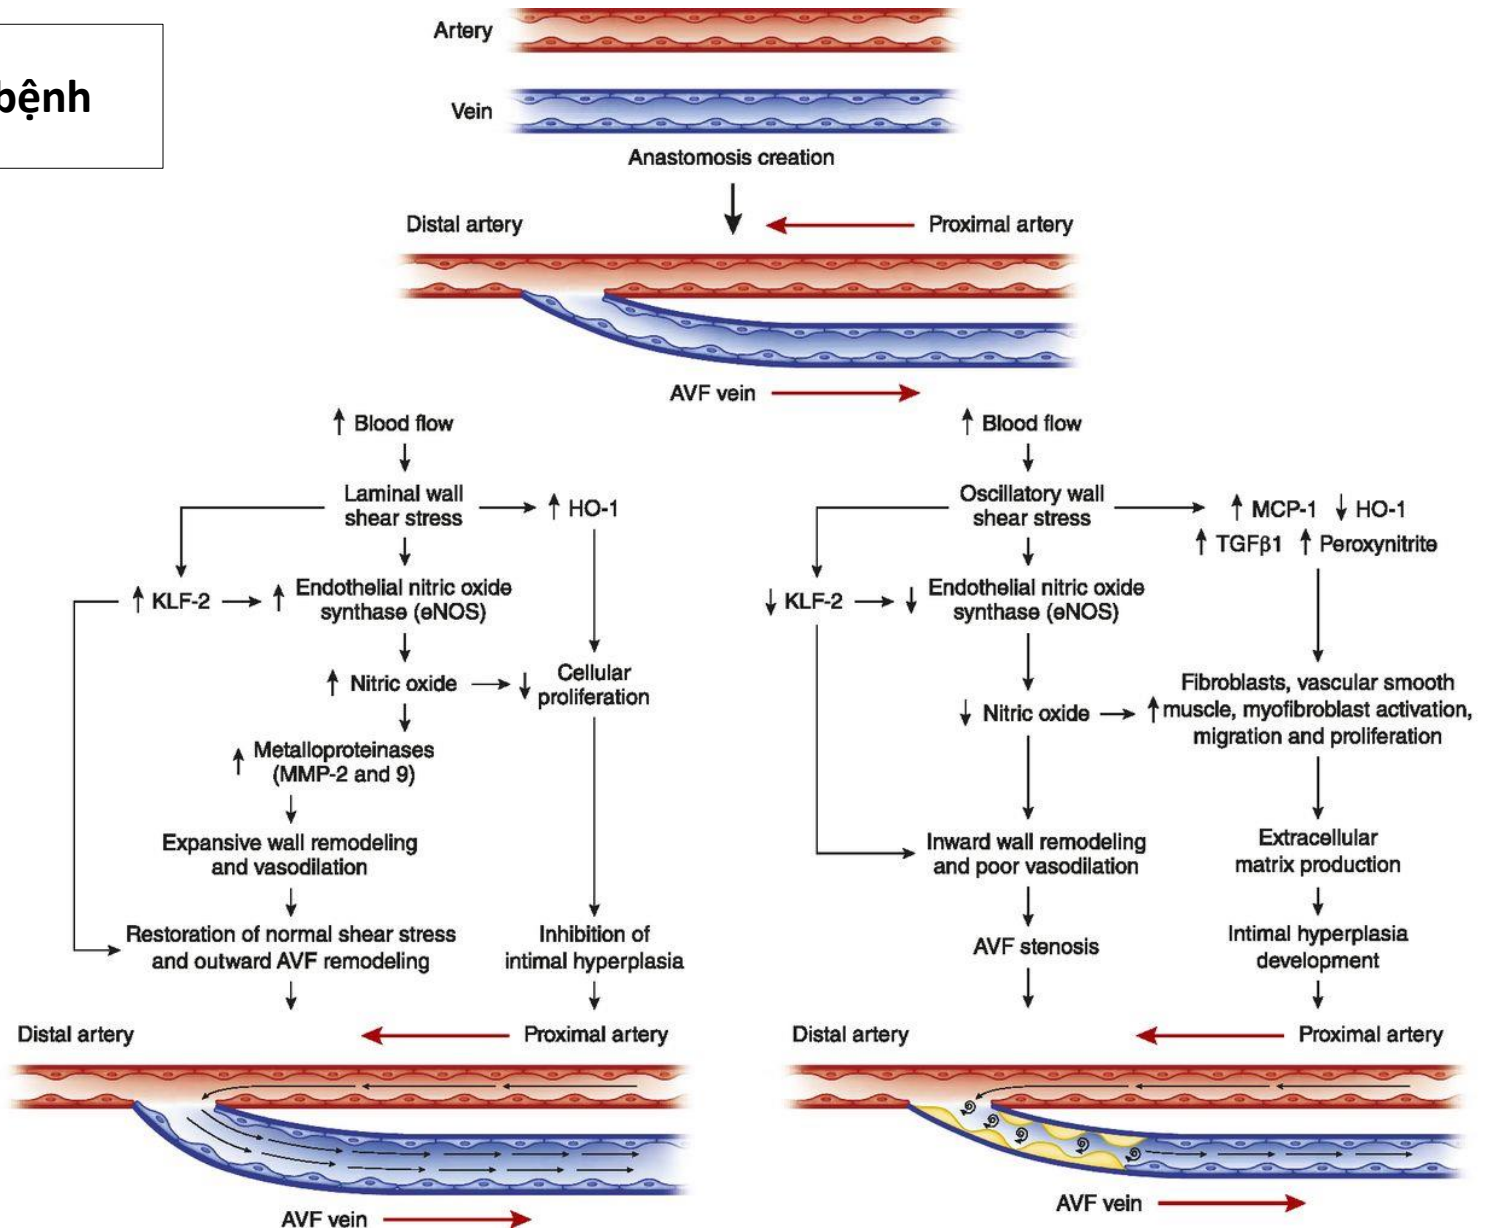 bệnh
Artery
Vein
Anastomosis creation
Distal artery
Proximal artery
AVF vein
↑ Blood flow
Laminal wall
shear stress
↑ HO-1
↑ KLF-2
↑ Endothelial nitric oxide
synthase (eNOS)
↑ Nitric oxide
↓ Cellular
proliferation
↑ Metalloproteinases
(MMP-2 and 9)
Expansive wall remodeling
and vasodilation
Restoration of normal shear stress
and outward AVF remodeling
Inhibition of
intimal hyperplasia
Distal artery
Proximal artery
AVF vein
↑ Blood flow
Oscillatory wall
shear stress
↑ MCP-1 ↓ HO-1
↑ TGFβ1 ↑ Peroxynitrite
↓ KLF-2
↓ Endothelial nitric oxide
synthase (eNOS)
↓ Nitric oxide
↑ Fibroblasts, vascular smooth
muscle, myofibroblast activation,
migration and proliferation
Inward wall remodeling
and poor vasodilation
Extracellular
matrix production
AVF stenosis
Intimal hyperplasia
development
Distal artery
Proximal artery
AVF vein